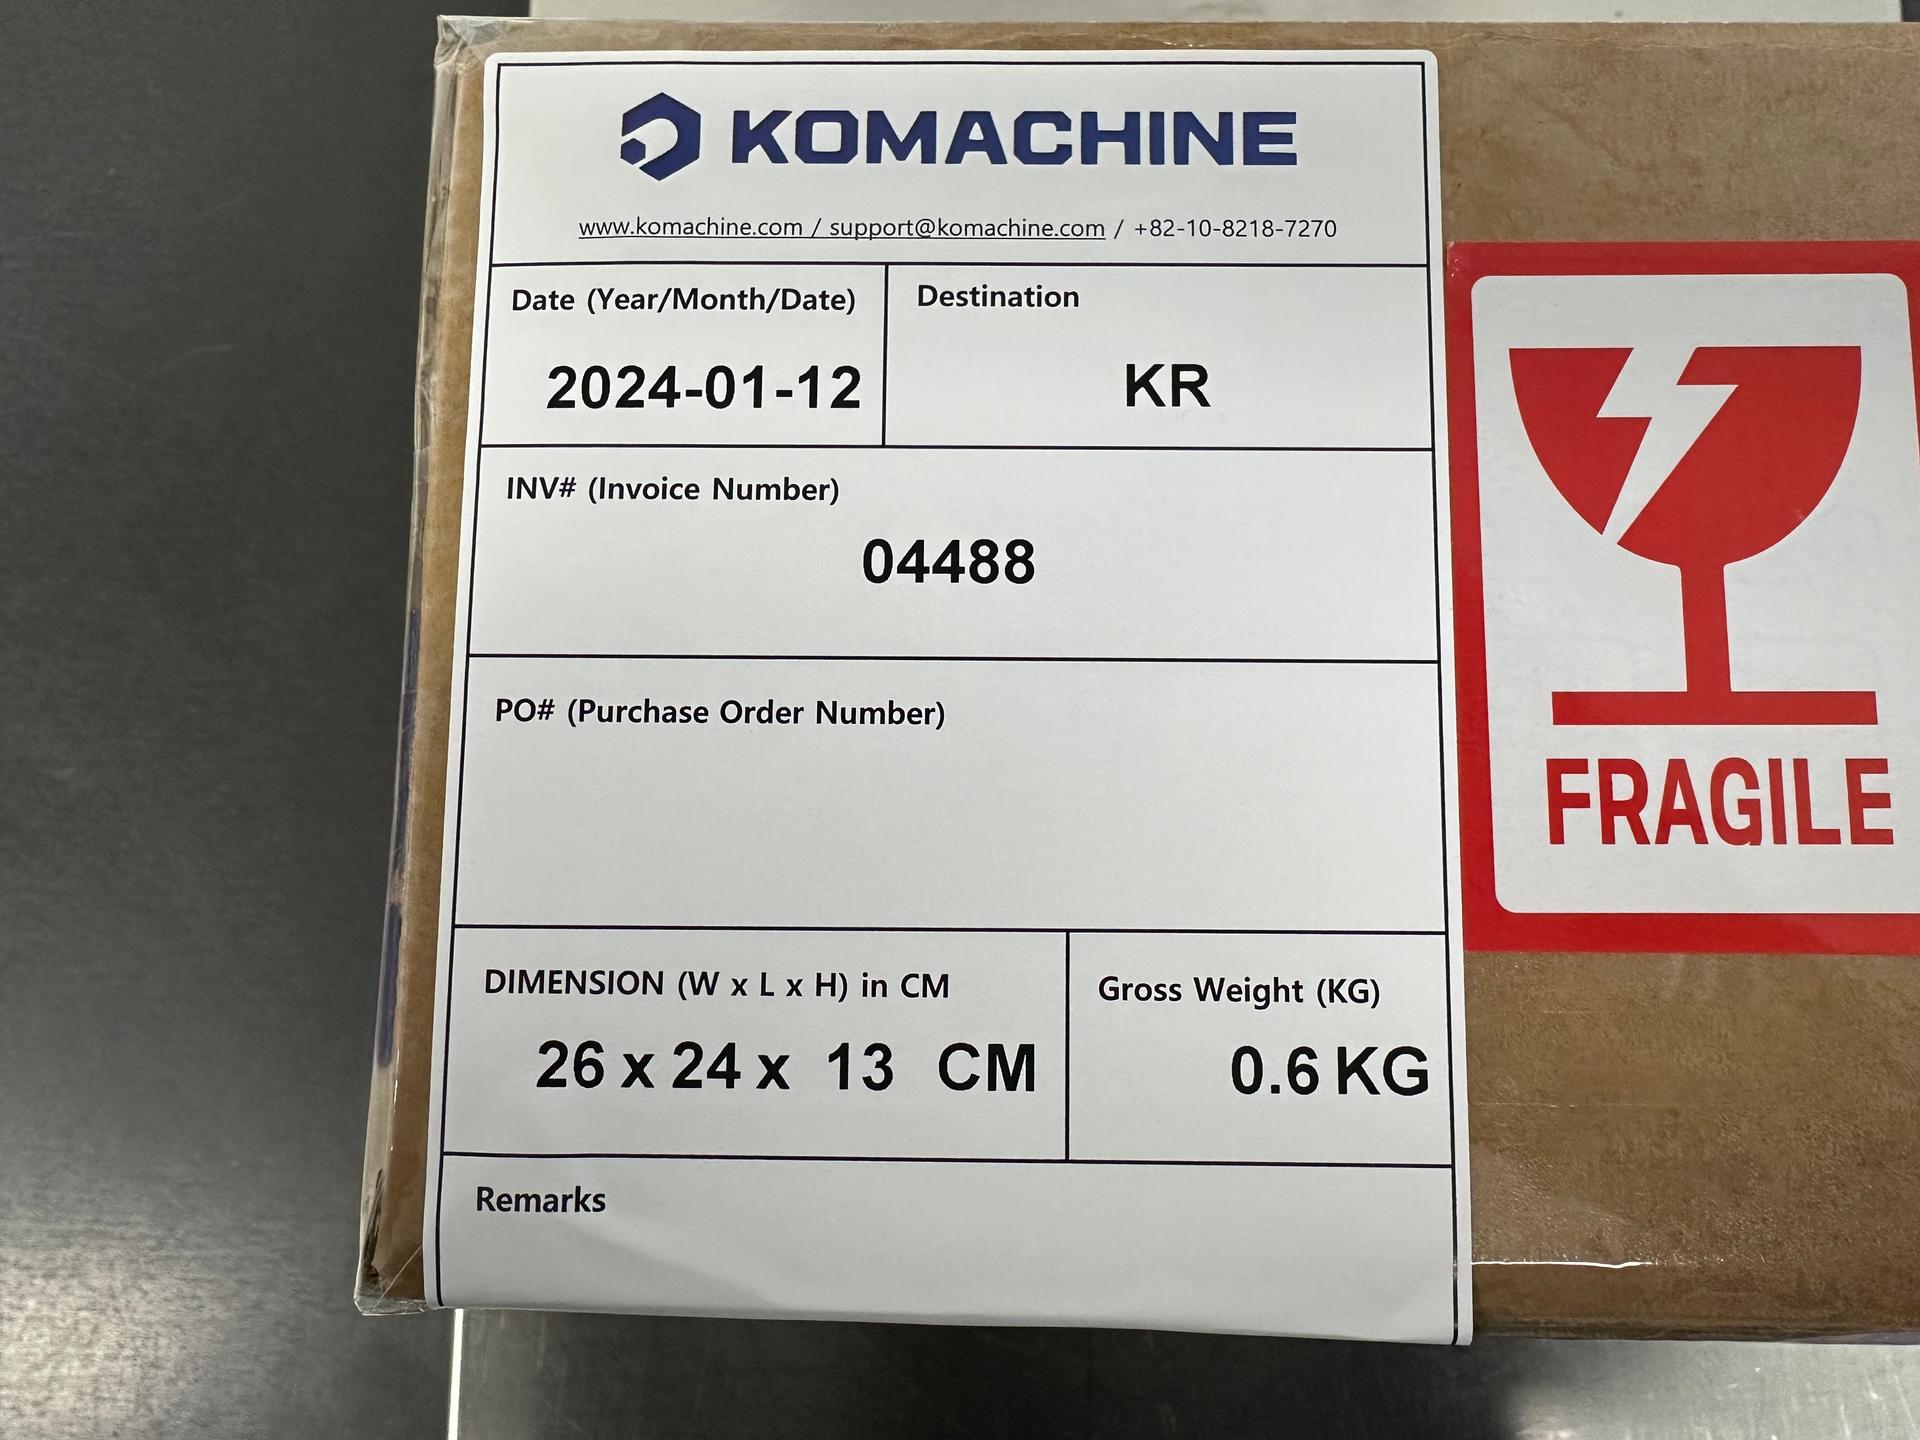 KOMACHINE
www.komachine.com / support@komachine.com / +82-10-8218-7270
Date (Year/Month/Date)
2024-01-12
Destination
KR
INV# (Invoice Number)
04488
PO# (Purchase Order Number)
DIMENSION (W x L x H) in CM
26 x 24 x 13 CM
Gross Weight (KG)
0.6 KG
Remarks
FRAGILE